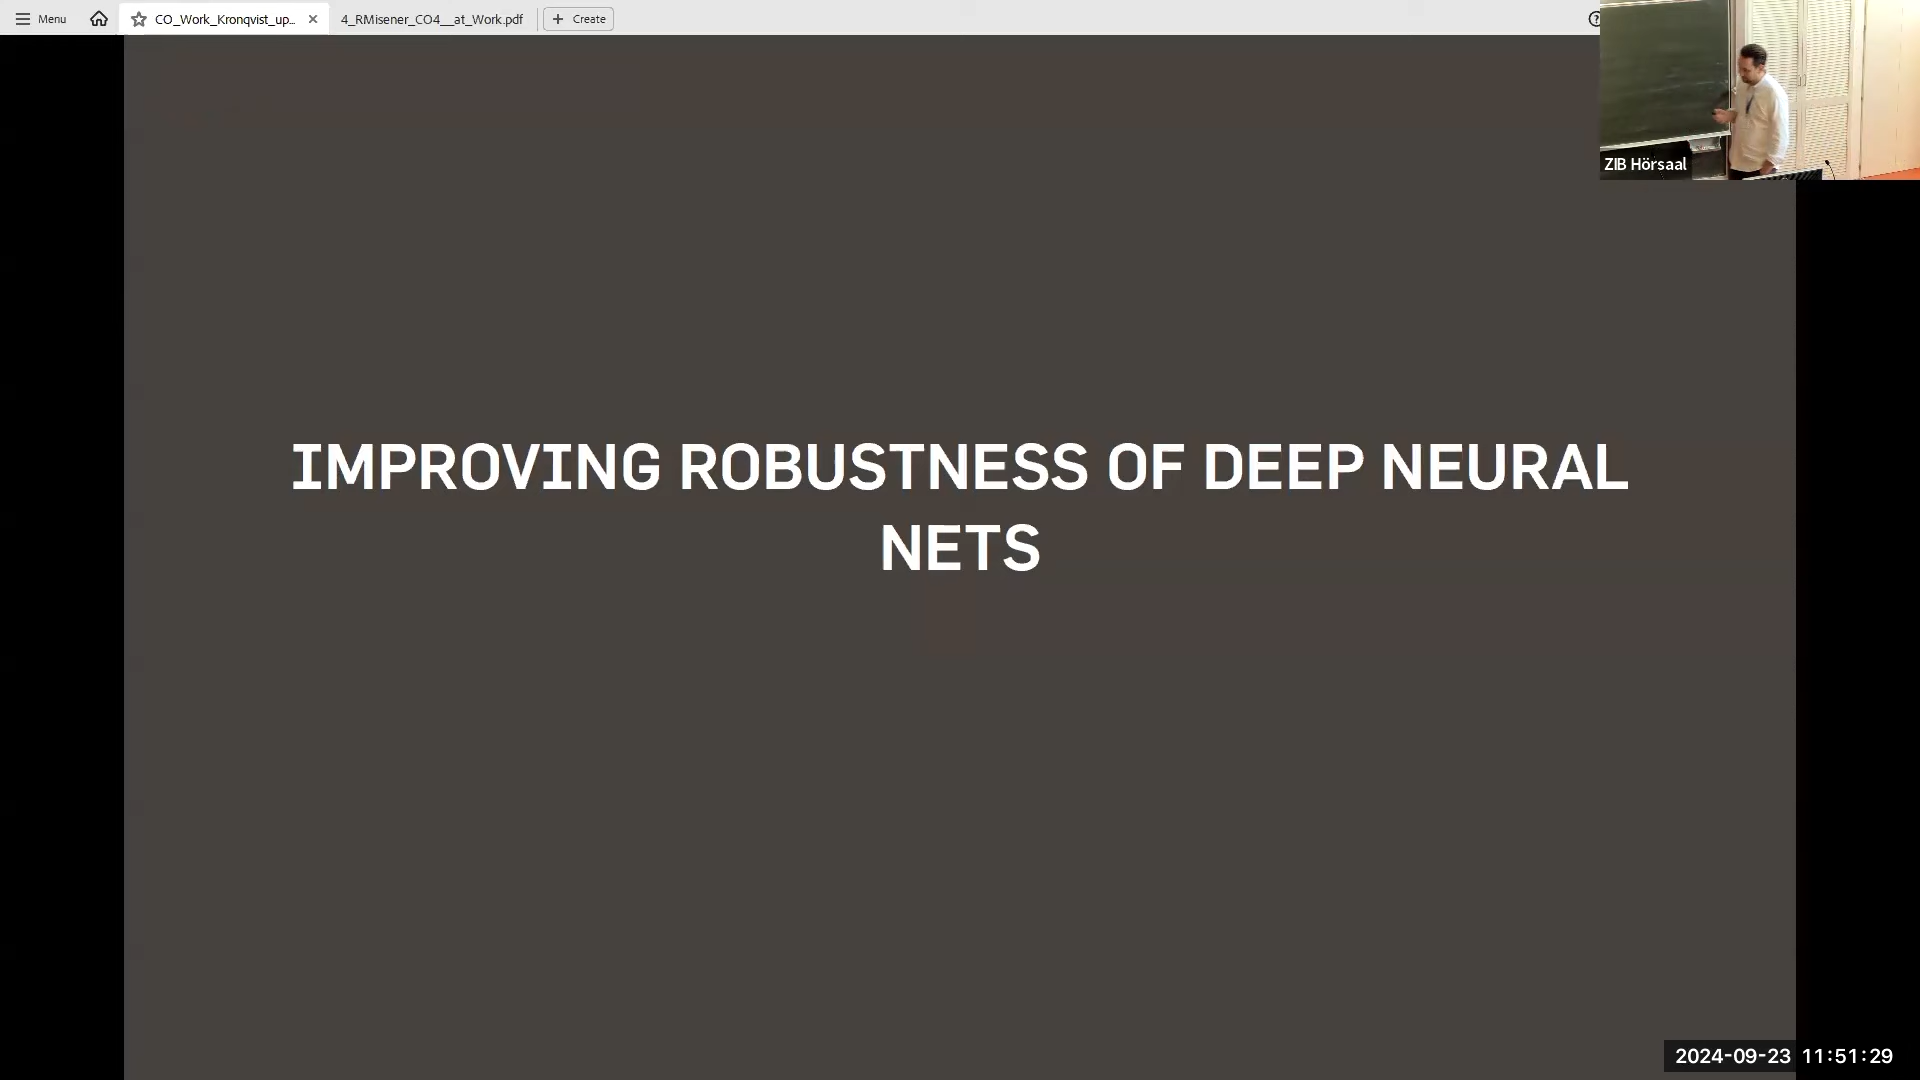 Menu
CO_Work_Kronqvist_up...
4_RMisener_CO4__at_Work.pdf
Create
ZIB Hörsaal
IMPROVING ROBUSTNESS OF DEEP NEURAL
NETS
2024-09-23 11:51:29